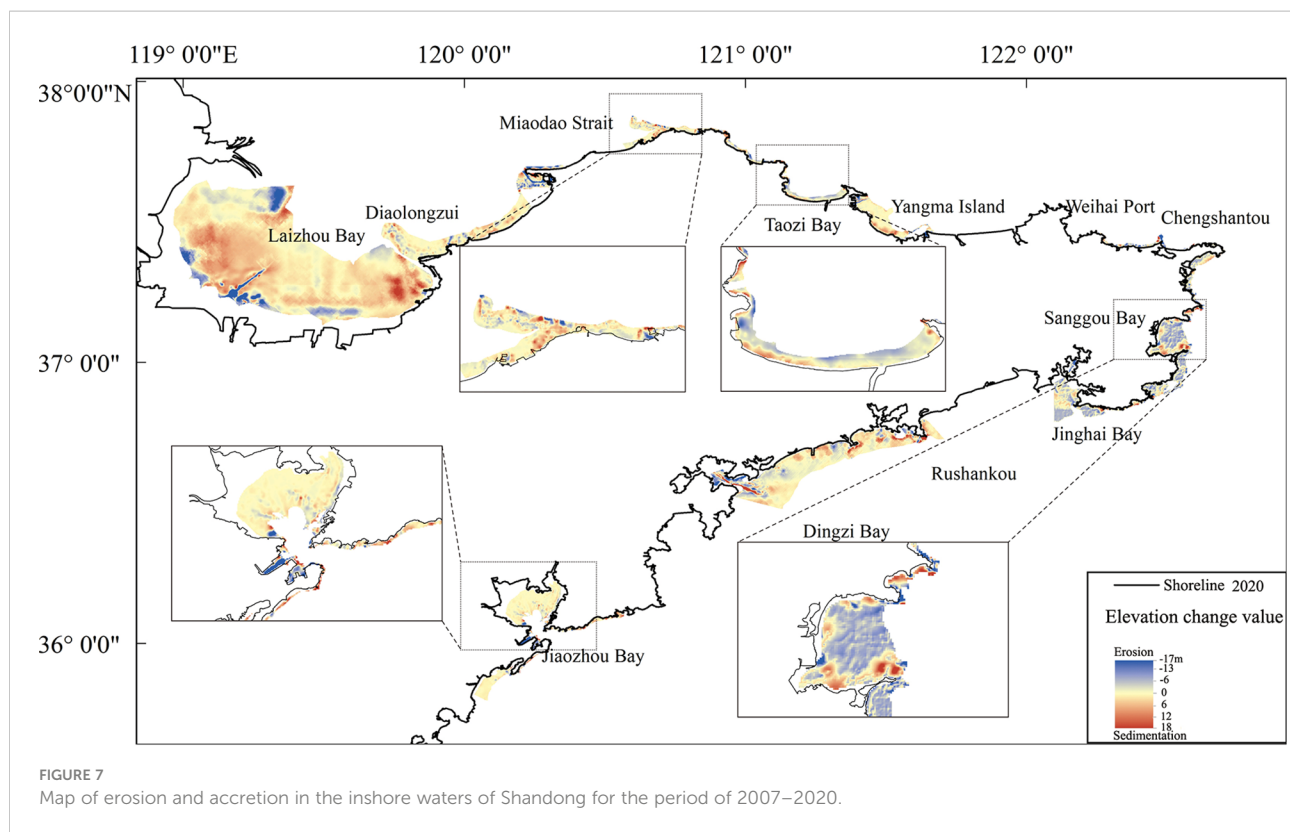 119° 0'0"E 120° 0'0" 121° 0'0" 122° 0'0"
38°0'0"N
Miaodao Strait
Diaolongzui
Laizhou Bay
Taozi Bay
Yangma Island
Weihai Port
Chengshantou
Sanggou Bay
37° 0'0"
Jinghai Bay
Rushankou
Dingzi Bay
Shoreline 2020
Elevation change value
Erosion
-17m
-13
-6
0
6
12
18
Sedimentation
36° 0'0"
Jiaozhou Bay
FIGURE 7
Map of erosion and accretion in the inshore waters of Shandong for the period of 2007–2020.